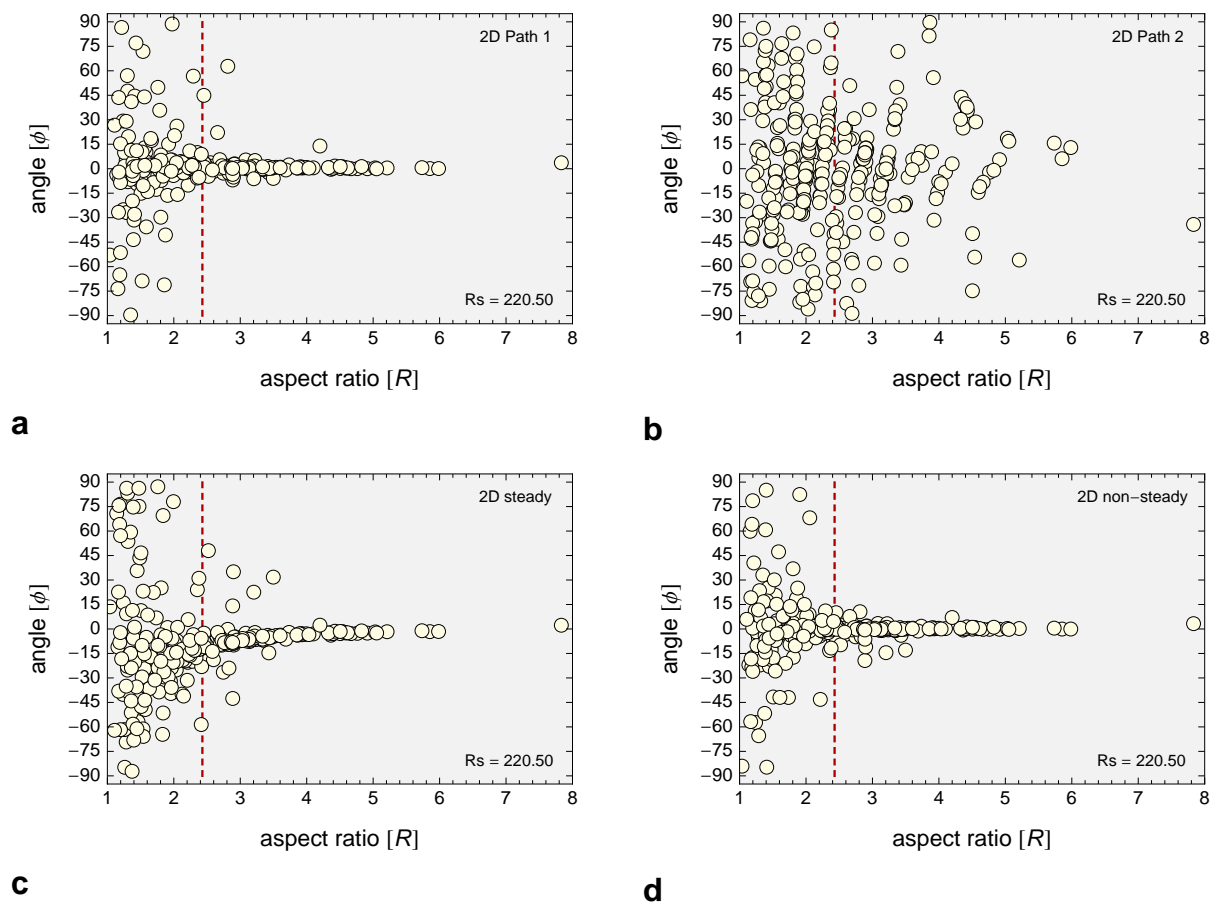 90
75
60
45
30
15
0
−15
−30
−45
−60
−75
−90
angle [ϕ]
2D Path 1
Rs = 220.50
1 2 3 4 5 6 7 8
aspect ratio [R]
a
90
75
60
45
30
15
0
−15
−30
−45
−60
−75
−90
angle [ϕ]
2D Path 2
Rs = 220.50
1 2 3 4 5 6 7 8
aspect ratio [R]
b
90
75
60
45
30
15
0
−15
−30
−45
−60
−75
−90
angle [ϕ]
2D steady
Rs = 220.50
1 2 3 4 5 6 7 8
aspect ratio [R]
c
90
75
60
45
30
15
0
−15
−30
−45
−60
−75
−90
angle [ϕ]
2D non−steady
Rs = 220.50
1 2 3 4 5 6 7 8
aspect ratio [R]
d